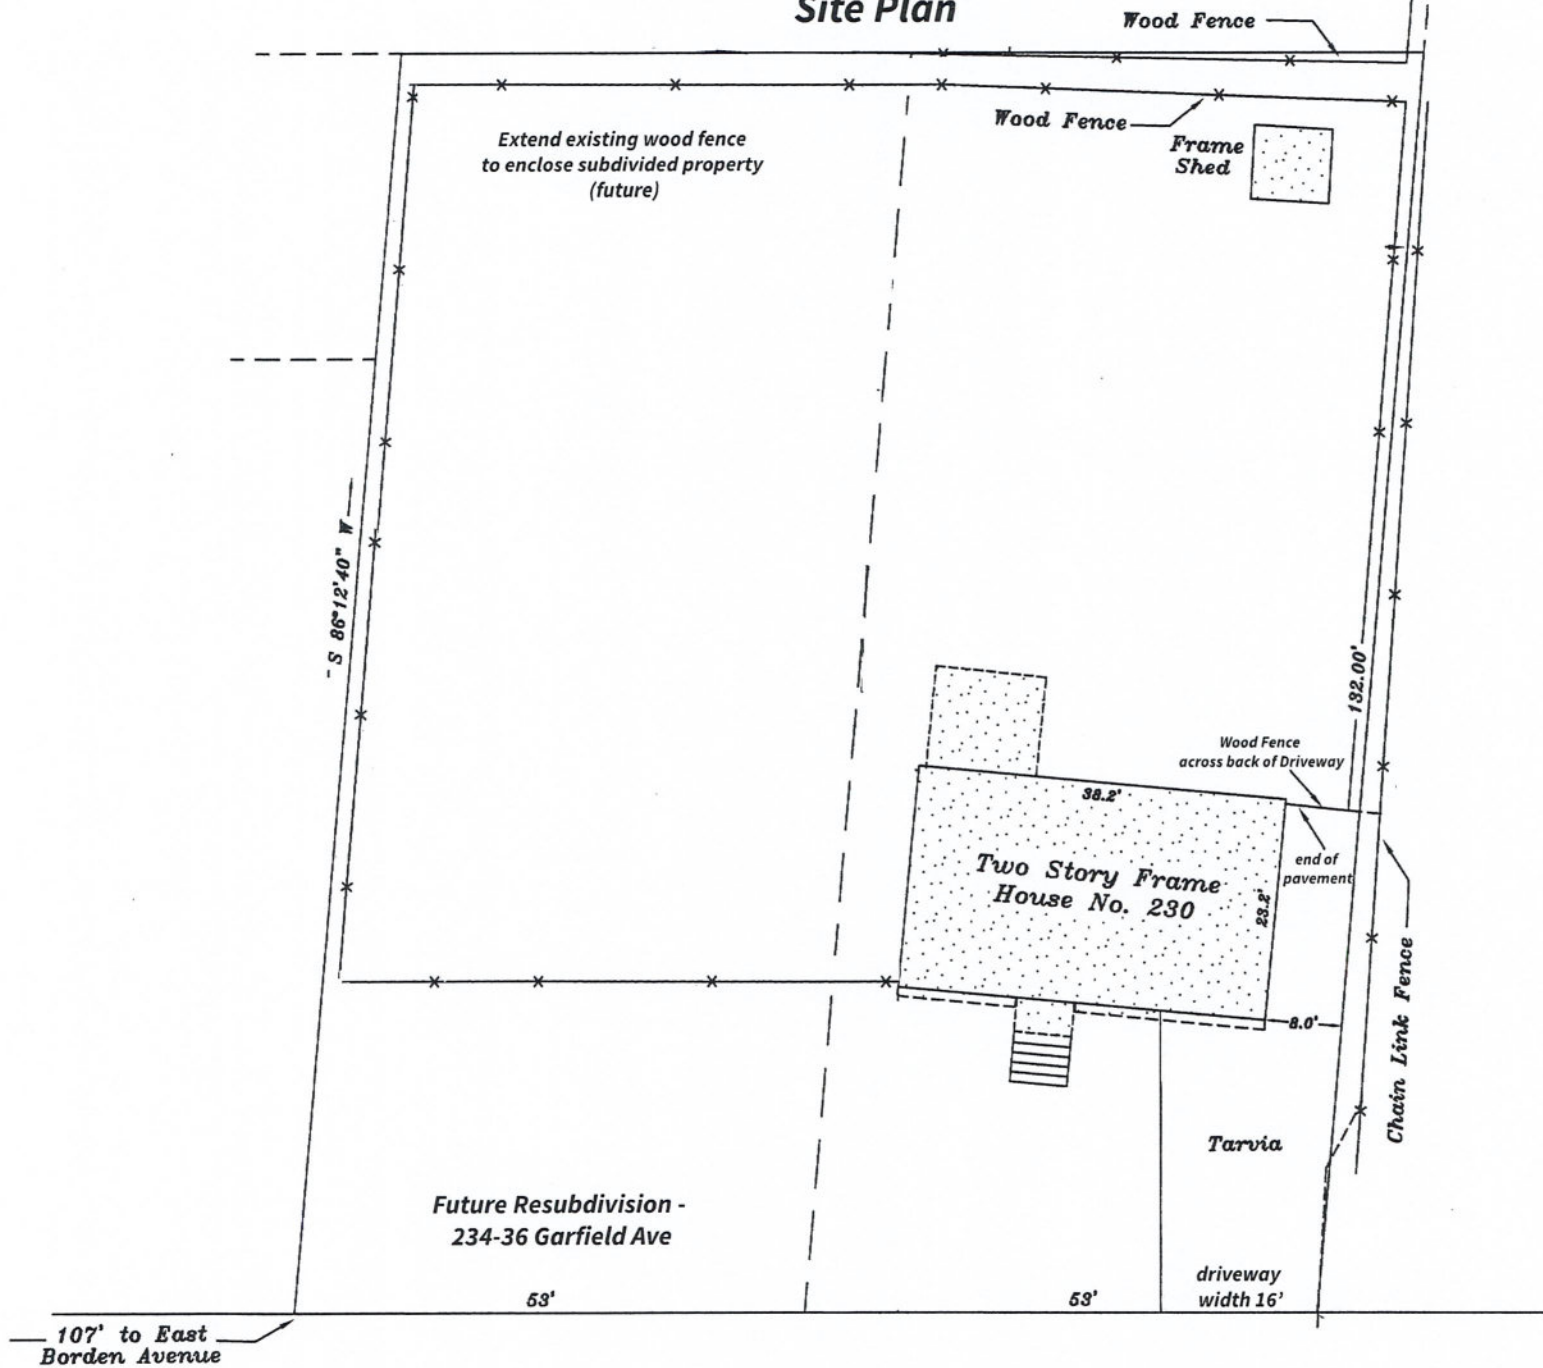 Site Plan
Wood Fence
Wood Fence
Extend existing wood fence
to enclose subdivided property
(future)
Frame
Shed
S 86°12'40" W
132.00'
Wood Fence
across back of Driveway
38.2'
end of
pavement
Two Story Frame
House No. 230
23.2'
8.0'
Chain Link Fence
Tarvia
Future Resubdivision -
234-36 Garfield Ave
driveway
width 16'
53'
53'
107' to East
Borden Avenue